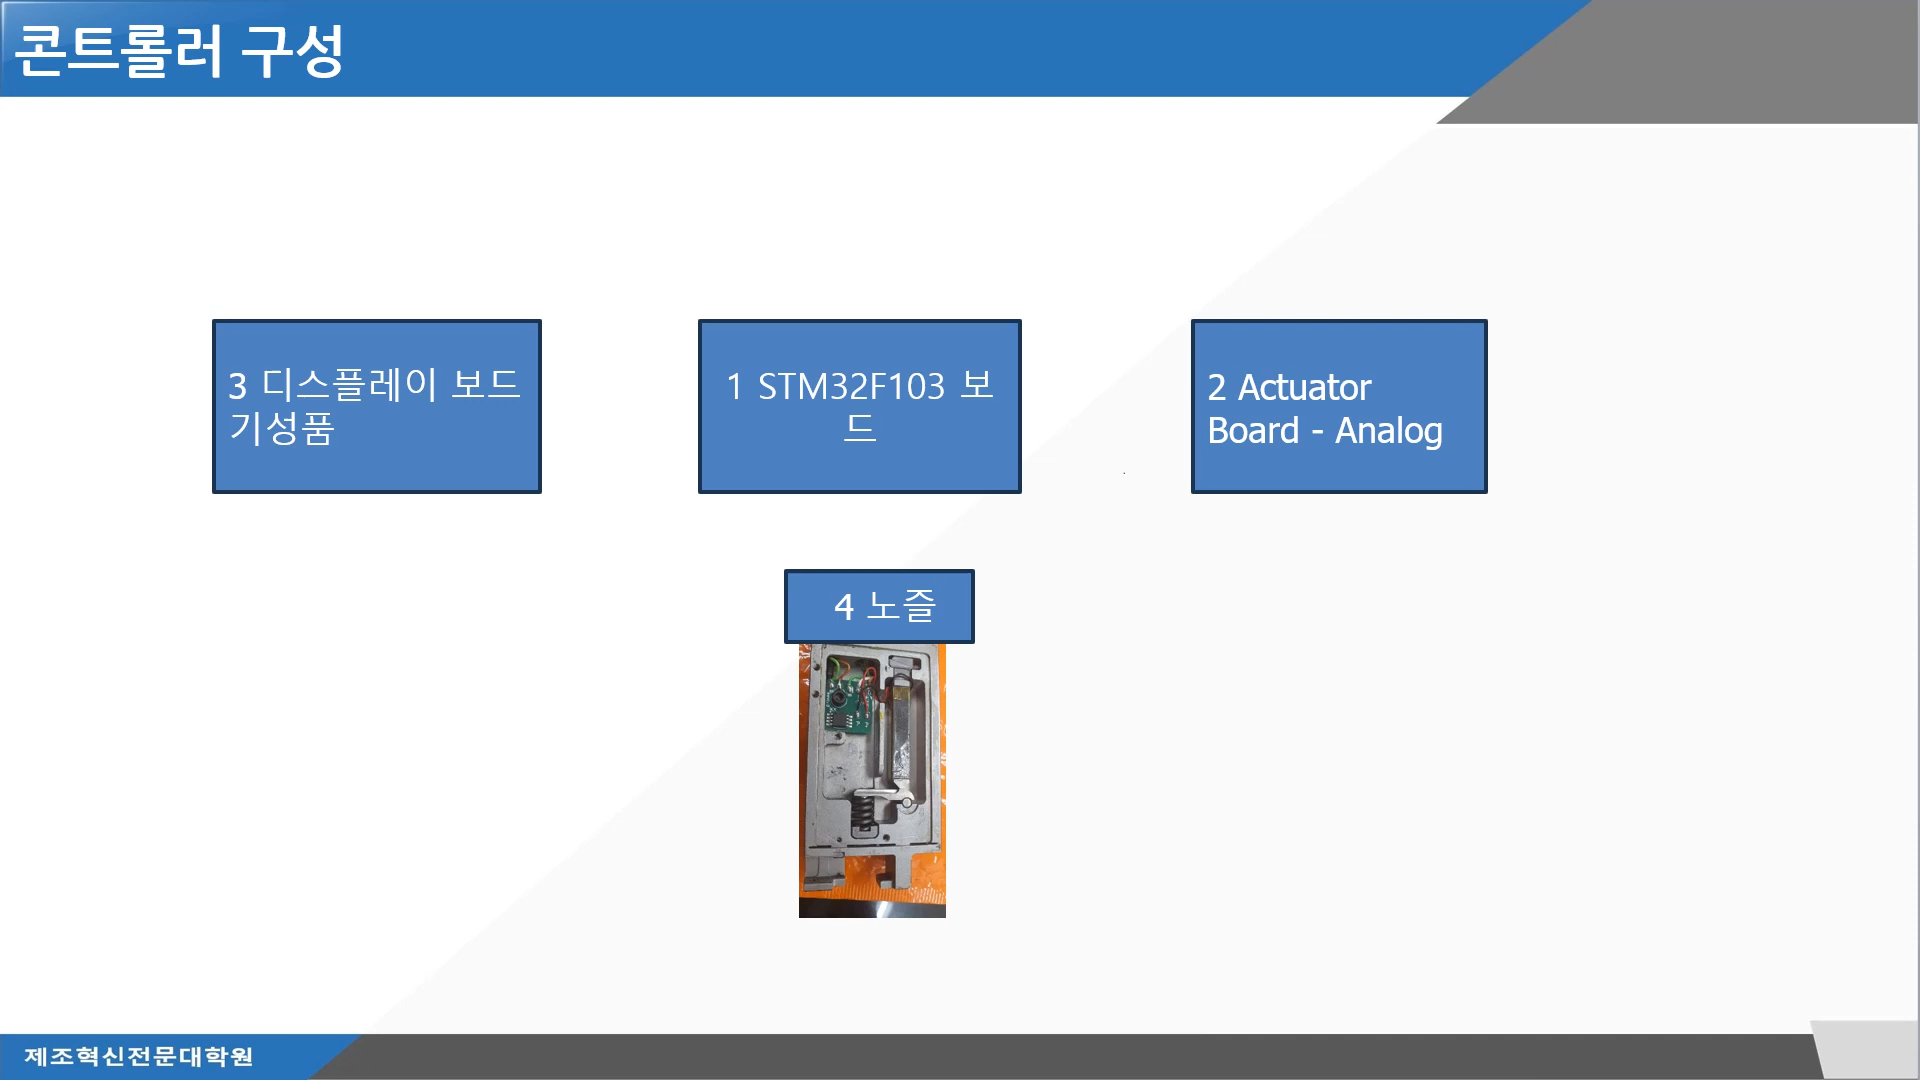 콘트롤러 구성
3 디스플레이 보드
기성품
1 STM32F103 보
드
2 Actuator
Board - Analog
4 노즐
제조혁신전문대학원